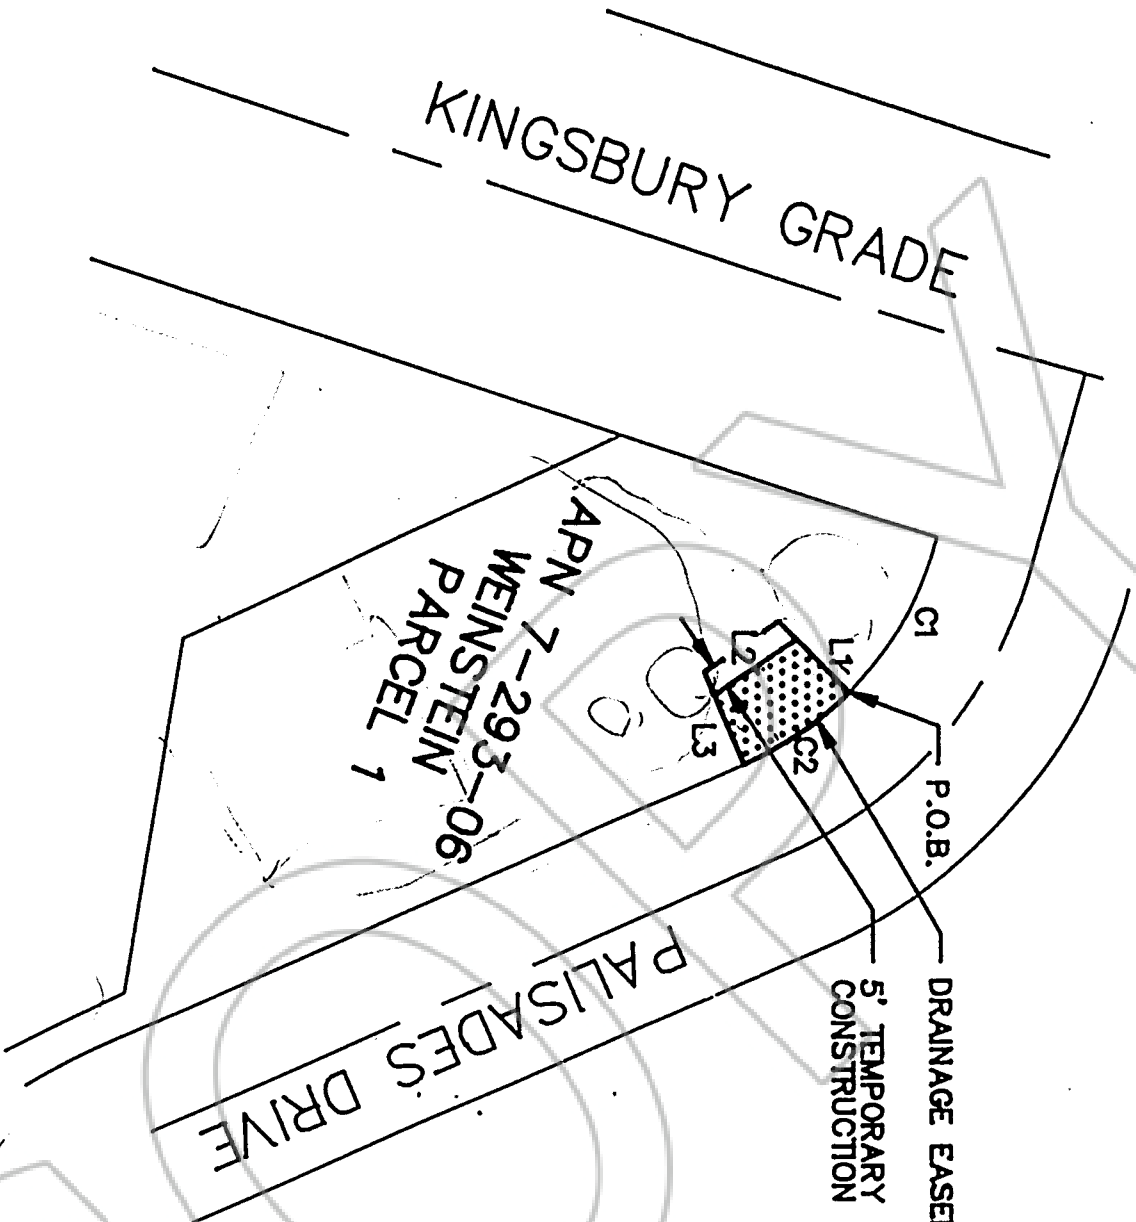 KINGSBURY GRADE
C1
L1
L2
C2
L3
P.O.B.
APN 7-293-06
WEINSTEIN
PARCEL 1
DRAINAGE
5' TEMPORARY
CONSTRUCTION
PALISADES DRIVE